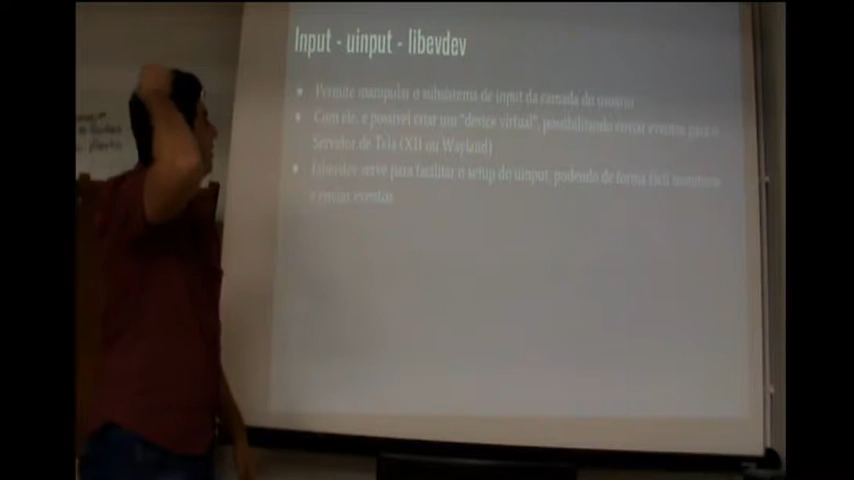 Input - uinput - libevdev
Permite manipular o subsistema de input da camada do usuário
Com ele, é possível criar um "device virtual", possibilitando enviar eventos para o
Servidor de Tela (X11 ou Wayland)
Libevdev serve para facilitar o setup do uinput, podendo de forma fácil monitorar
e enviar eventos